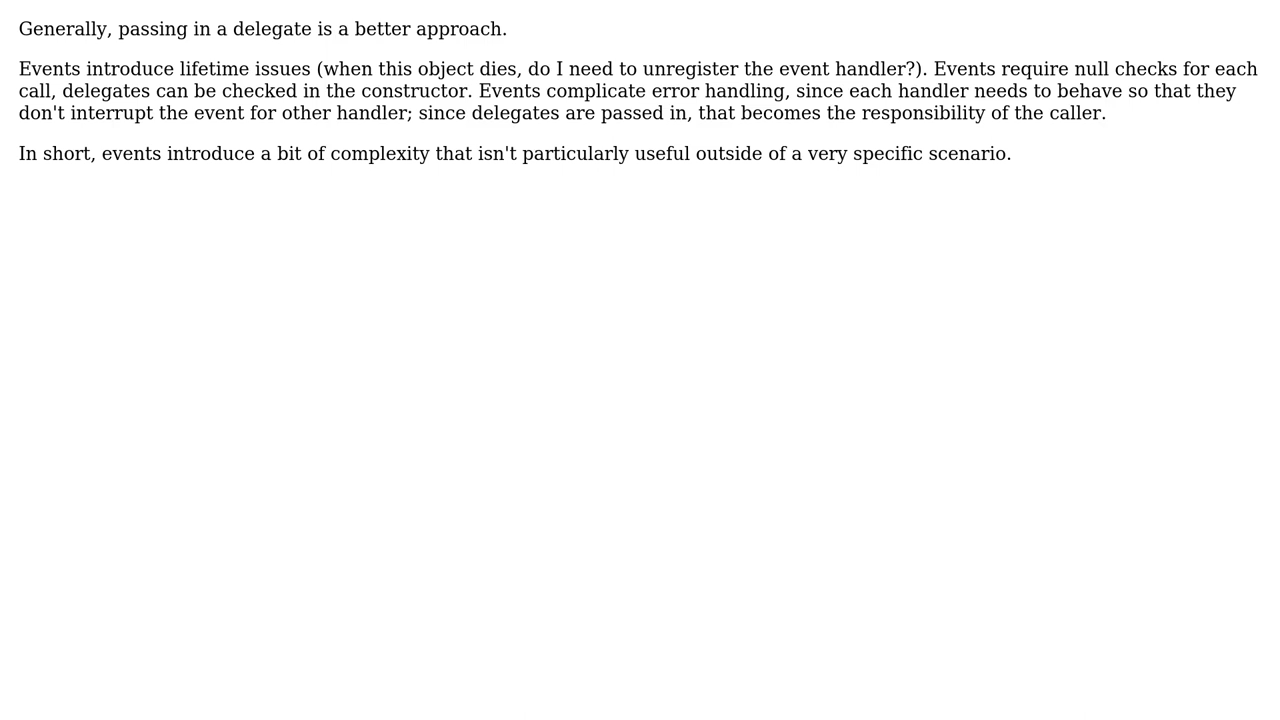 Generally, passing in a delegate is a better approach.
Events introduce lifetime issues (when this object dies, do I need to unregister the event handler?). Events require null checks for each
call, delegates can be checked in the constructor. Events complicate error handling, since each handler needs to behave so that they
don't interrupt the event for other handler; since delegates are passed in, that becomes the responsibility of the caller.
In short, events introduce a bit of complexity that isn't particularly useful outside of a very specific scenario.